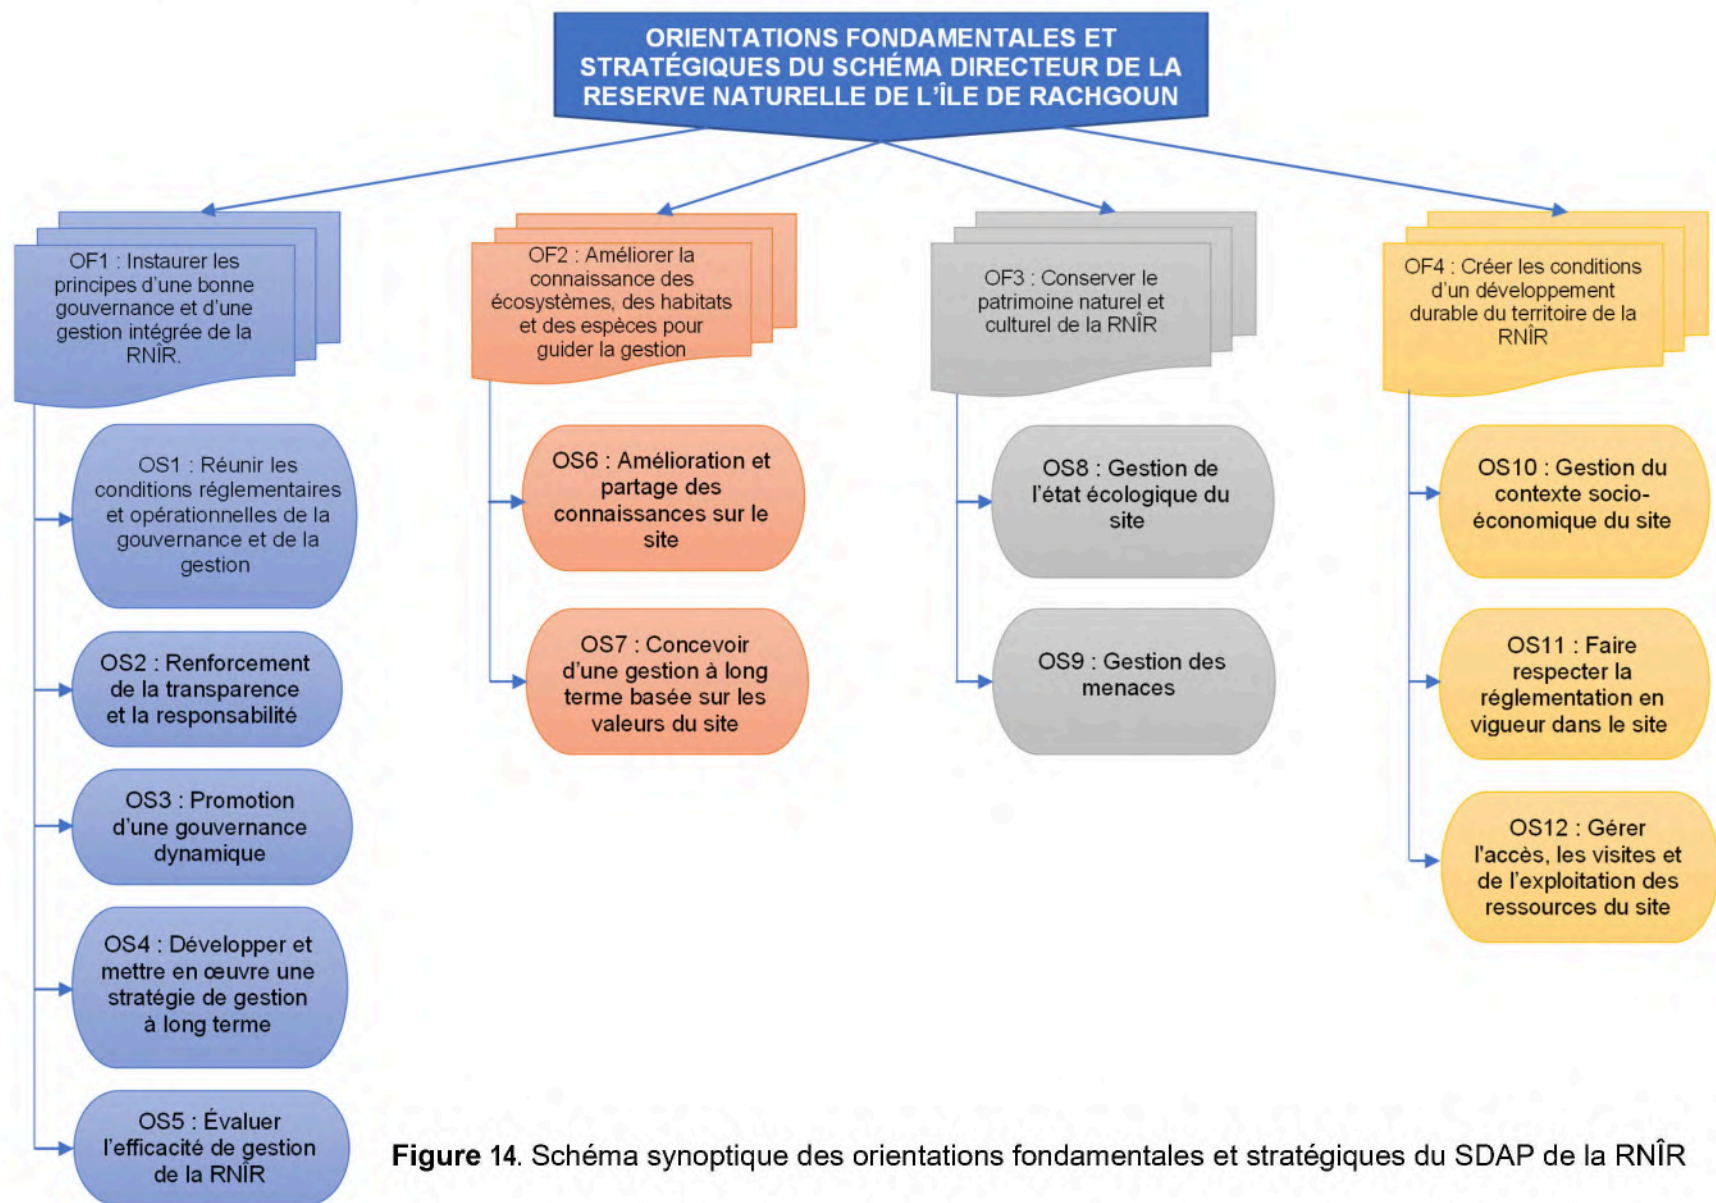 ORIENTATIONS FONDAMENTALES ET
STRATÉGIQUES DU SCHÉMA DIRECTEUR DE LA
RESERVE NATURELLE DE L'ÎLE DE RACHGOUN
OF1 : Instaurer les
principes d'une bonne
gouvernance et d'une
gestion intégrée de la
RNÎR.
OS1 : Réunir les
conditions réglementaires
et opérationnelles de la
gouvernance et de la
gestion
OS2 : Renforcement
de la transparence
et la responsabilité
OS3 : Promotion
d'une gouvernance
dynamique
OS4 : Développer et
mettre en œuvre une
stratégie de gestion
à long terme
OS5 : Évaluer
l'efficacité de gestion
de la RNÎR
OF2 : Améliorer la
connaissance des
écosystèmes, des habitats
et des espèces pour
guider la gestion
OS6 : Amélioration et
partage des
connaissances sur le
site
OS7 : Concevoir
d'une gestion à long
terme basée sur les
valeurs du site
OF3 : Conserver le
patrimoine naturel et
culturel de la RNÎR
OS8 : Gestion de
l'état écologique du
site
OS9 : Gestion des
menaces
OF4 : Créer les conditions
d'un développement
durable du territoire de la
RNÎR
OS10 : Gestion du
contexte socio-
économique du site
OS11 : Faire
respecter la
réglementation en
vigueur dans le site
OS12 : Gérer
l'accès, les visites et
de l'exploitation des
ressources du site
Figure 14. Schéma synoptique des orientations fondamentales et stratégiques du SDAP de la RNÎR